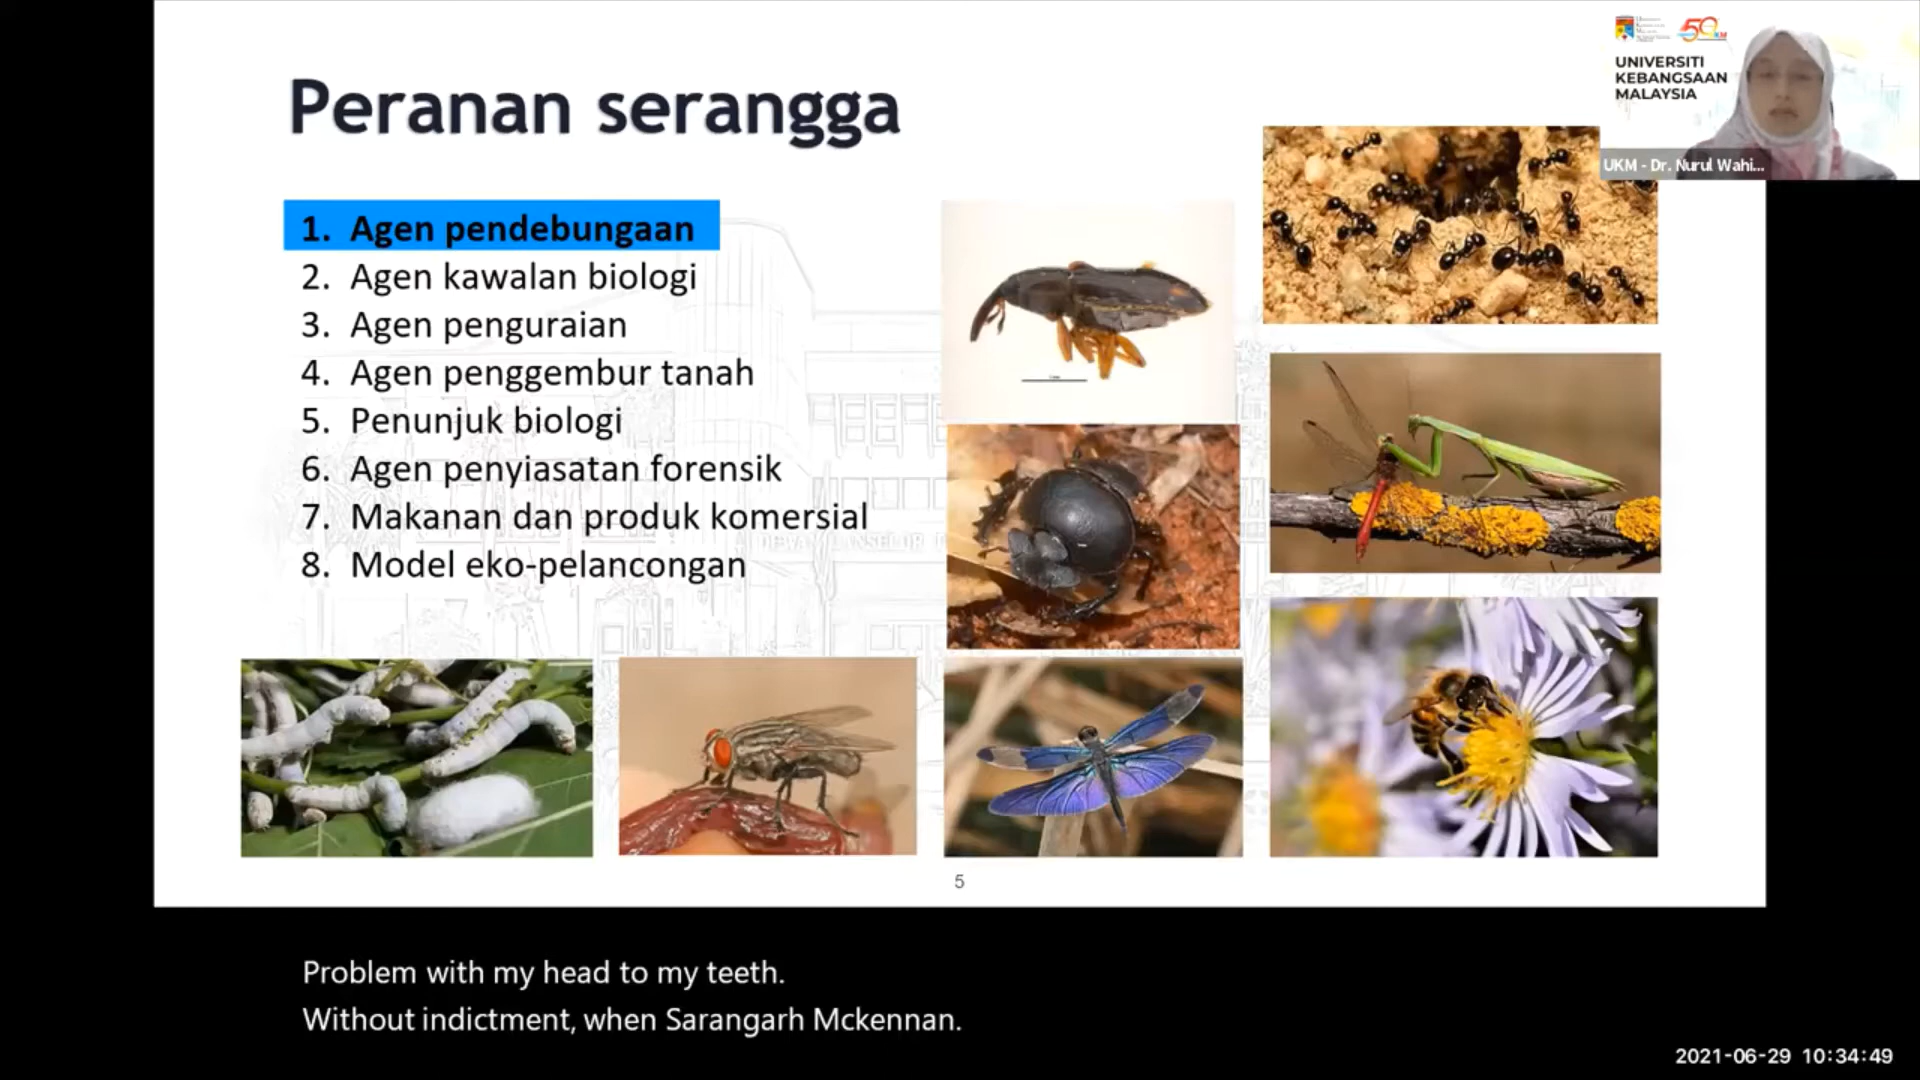 Peranan serangga
1. Agen pendebungaan
2. Agen kawalan biologi
3. Agen penguraian
4. Agen penggembur tanah
5. Penunjuk biologi
6. Agen penyiasatan forensik
7. Makanan dan produk komersial
8. Model eko-pelancongan
5
50
UNIVERSITI
KEBANGSAAN
MALAYSIA
UKM - Dr. Nurul Wahi...
Problem with my head to my teeth.
Without indictment, when Sarangarh Mckennan.
2021-06-29 10:34:49